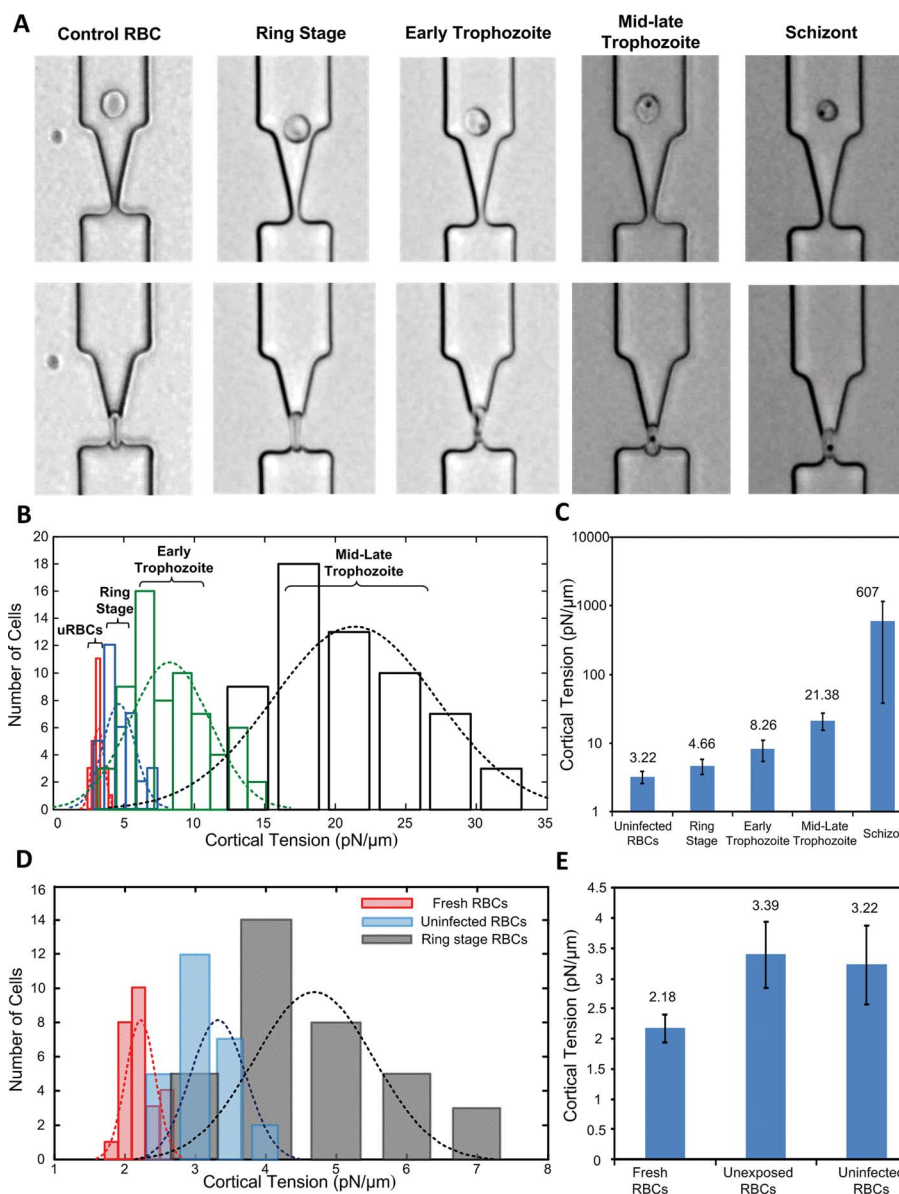 A
Control RBC
Ring Stage
Early Trophozoite
Mid-late
Trophozoite
Schizont
B
20
18
16
14
12
10
8
6
4
2
0
Number of Cells
uRBCs
Ring
Stage
Early
Trophozoite
Mid-Late
Trophozoite
0 5 10 15 20 25 30 35
Cortical Tension (pN/μm)
C
10000
1000
100
10
1
Cortical Tension (pN/μm)
3.22
4.66
8.26
21.38
607
Uninfected
RBCs
Ring
Stage
Early
Trophozoite
Mid-Late
Trophozoite
Schizont
D
16
14
12
10
8
6
4
2
0
Number of Cells
Fresh RBCs
Uninfected RBCs
Ring stage RBCs
1 2 3 4 5 6 7 8
Cortical Tension (pN/μm)
E
4.5
4
3.5
3
2.5
2
1.5
1
0.5
0
Cortical Tension (pN/μm)
2.18
3.39
3.22
Fresh
RBCs
Unexposed
RBCs
Uninfected
RBCs